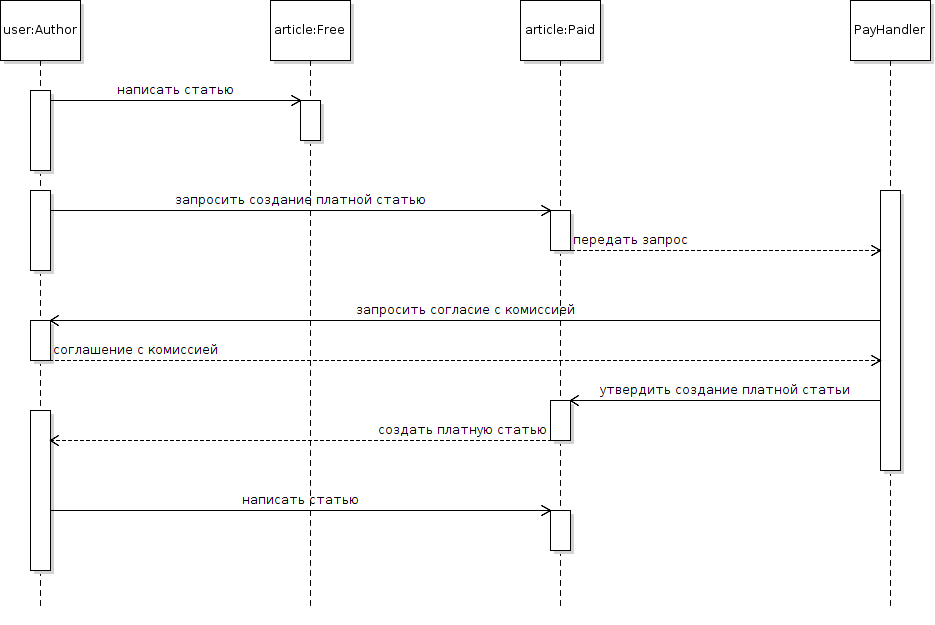 user:Author
article:Free
article:Paid
PayHandler
написать статью
запросить создание платной статью
передать запрос
запросить согласие с комиссией
соглашение с комиссией
утвердить создание платной статьи
создать платную статью
написать статью